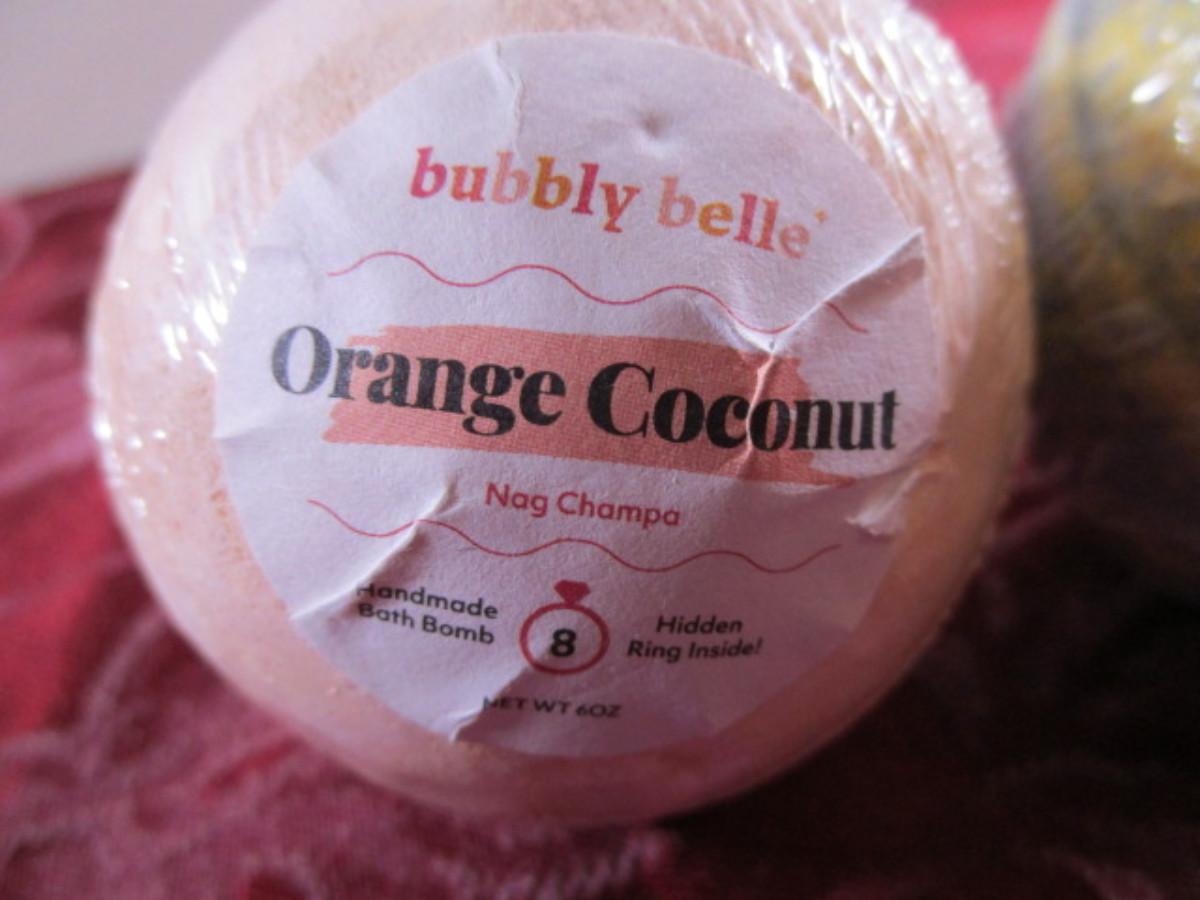 bubbly belle
Orange Coconut
Nag Champa
Handmade
Bath Bomb
8
Hidden
Ring Inside!
NET WT 6OZ